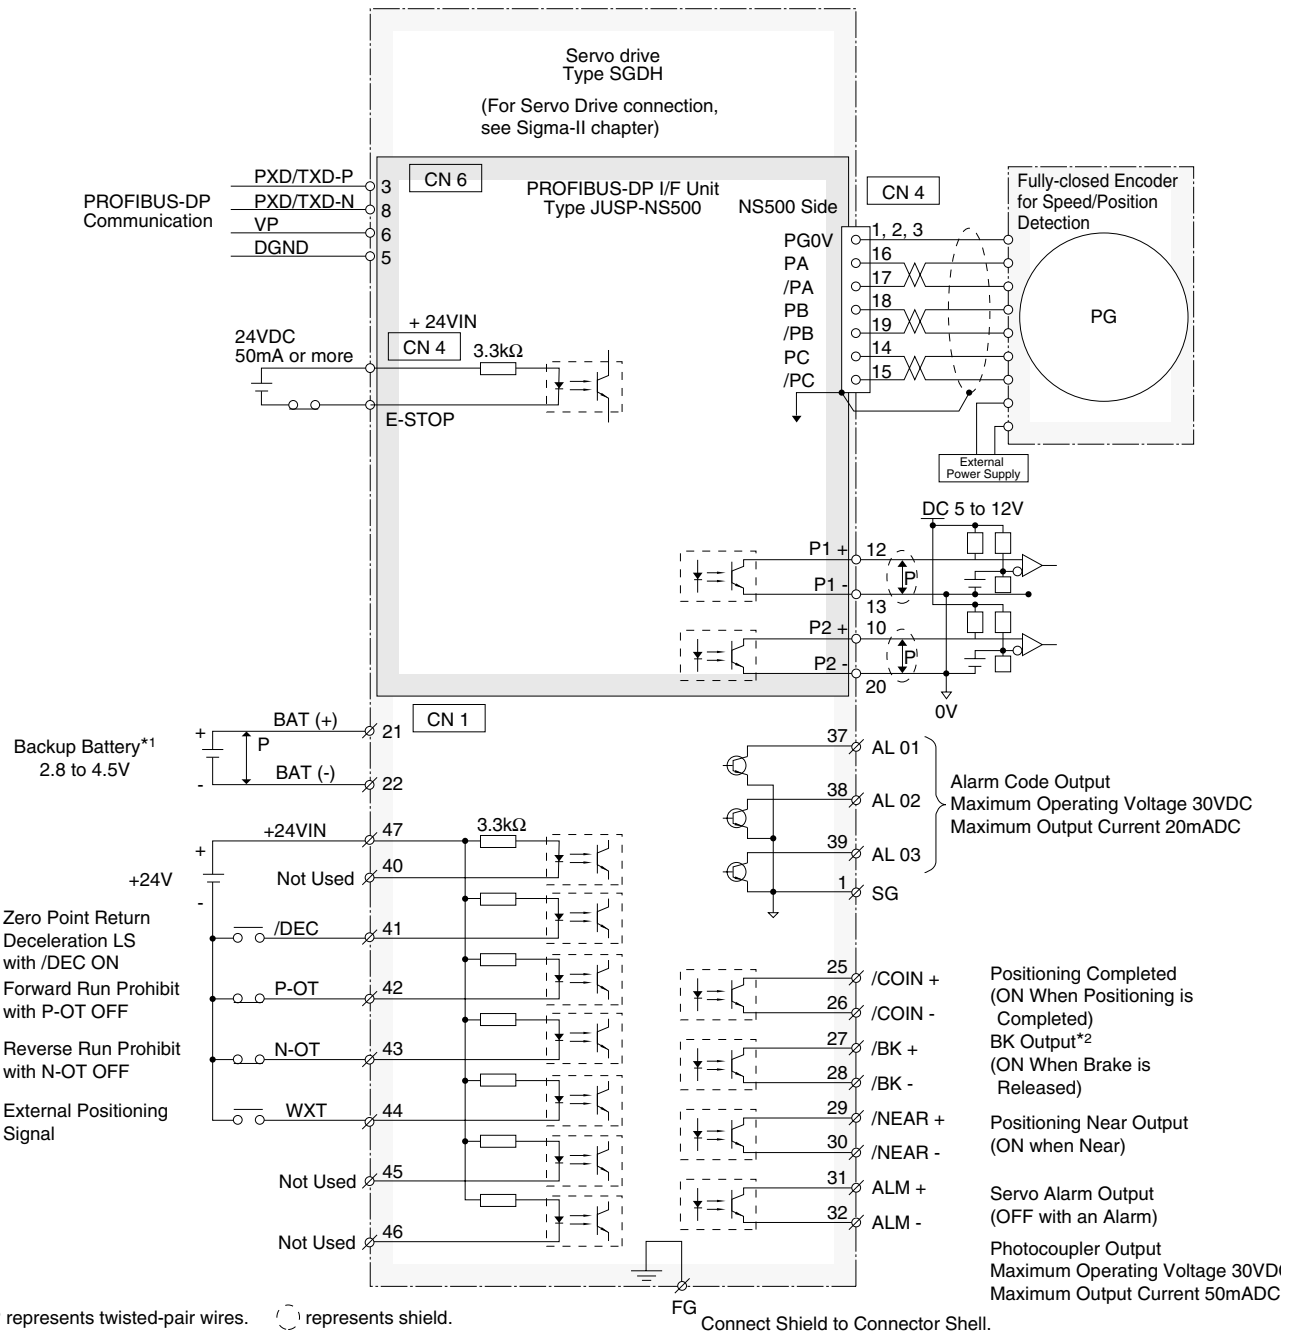 Servo drive
Type SGDH
(For Servo Drive connection,
see Sigma-II chapter)
PROFIBUS-DP
Communication
PXD/TXD-P
PXD/TXD-N
VP
DGND
3
8
6
5
CN 6
PROFIBUS-DP I/F Unit
Type JUSP-NS500
NS500 Side
CN 4
Fully-closed Encoder
for Speed/Position
Detection
PG
PG0V
PA
/PA
PB
/PB
PC
/PC
1, 2, 3
16
17
18
19
14
15
External
Power Supply
24VDC
50mA or more
+ 24VIN
CN 4
3.3kΩ
E-STOP
DC 5 to 12V
P1 +
12
P
P1 -
13
P2 +
10
P
P2 -
20
0V
CN 1
Backup Battery*1
2.8 to 4.5V
+
-
BAT (+)
P
BAT (-)
21
22
37
AL 01
38
AL 02
39
AL 03
1
SG
Alarm Code Output
Maximum Operating Voltage 30VDC
Maximum Output Current 20mADC
+24VIN
47
3.3kΩ
+
+24V
-
Not Used
40
Zero Point Return
Deceleration LS
with /DEC ON
/DEC
41
Forward Run Prohibit
with P-OT OFF
P-OT
42
Reverse Run Prohibit
with N-OT OFF
N-OT
43
External Positioning
Signal
WXT
44
Not Used
45
Not Used
46
25
/COIN +
26
/COIN -
Positioning Completed
(ON When Positioning is
Completed)
27
/BK +
28
/BK -
BK Output*2
(ON When Brake is
Released)
29
/NEAR +
30
/NEAR -
Positioning Near Output
(ON when Near)
31
ALM +
32
ALM -
Servo Alarm Output
(OFF with an Alarm)
Photocoupler Output
Maximum Operating Voltage 30VD
Maximum Output Current 50mADC
FG
Connect Shield to Connector Shell.
represents twisted-pair wires.
represents shield.